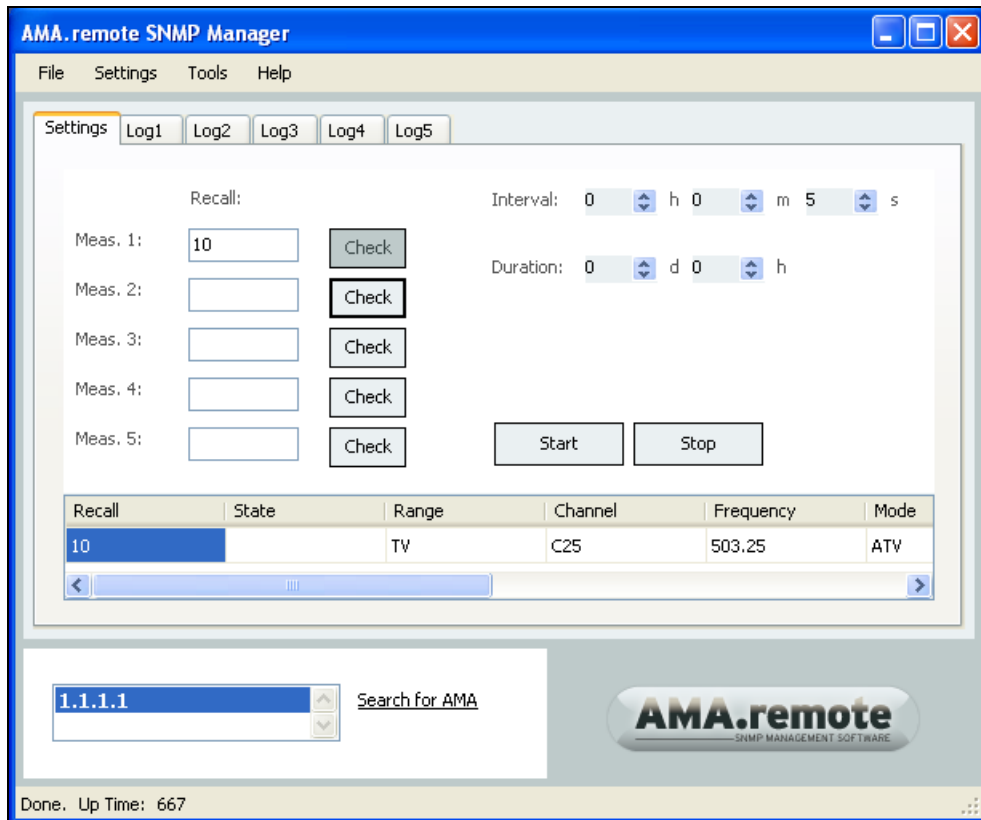 AMA.remote SNMP Manager
File Settings Tools Help
Settings Log1 Log2 Log3 Log4 Log5
Recall:
Interval: 0 h 0 m 5 s
Meas. 1: 10 Check
Duration: 0 d 0 h
Meas. 2: Check
Meas. 3: Check
Meas. 4: Check
Meas. 5: Check
Start Stop
Recall State Range Channel Frequency Mode
10 TV C25 503.25 ATV
1.1.1.1 Search for AMA
AMA.remote
SNMP MANAGEMENT SOFTWARE
Done. Up Time: 667